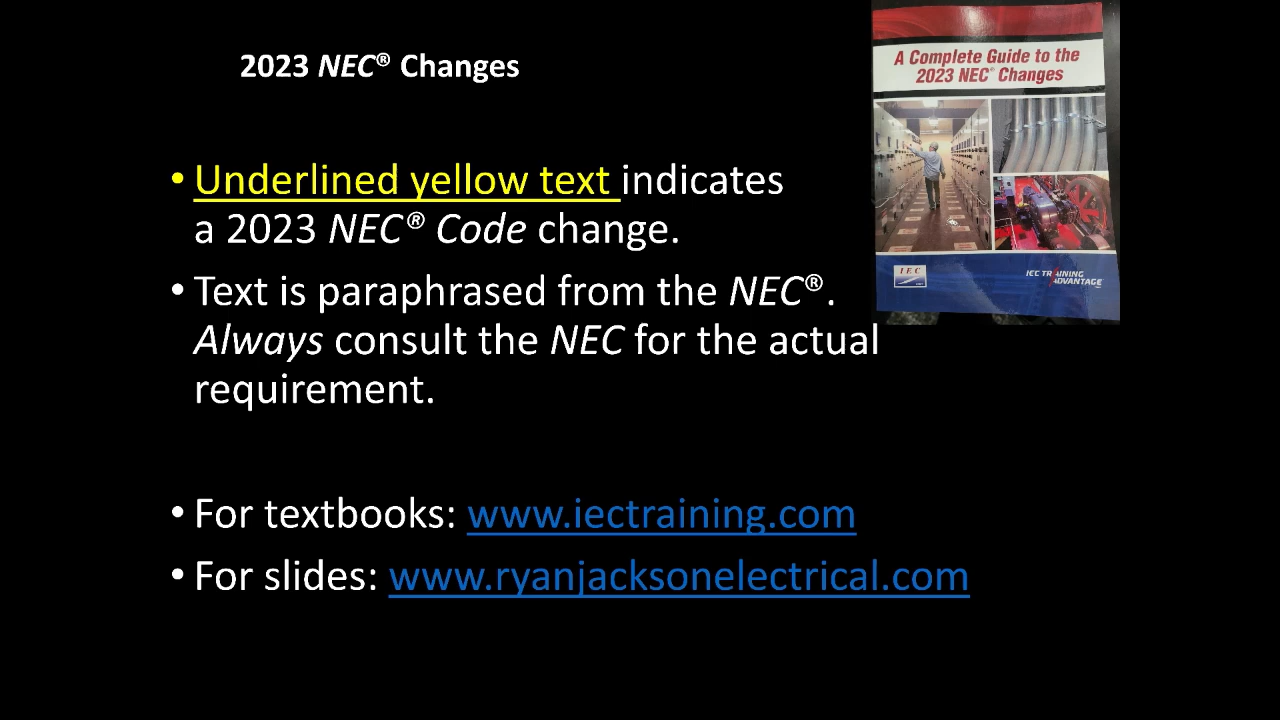 2023 NEC® Changes
A Complete Guide to the
2023 NEC® Changes
• Underlined yellow text indicates
a 2023 NEC® Code change.
• Text is paraphrased from the NEC®.
Always consult the NEC for the actual
requirement.
IEC
IEC TRAINING
ADVANTAGE
• For textbooks: www.iectraining.com
• For slides: www.ryanjacksonelectrical.com